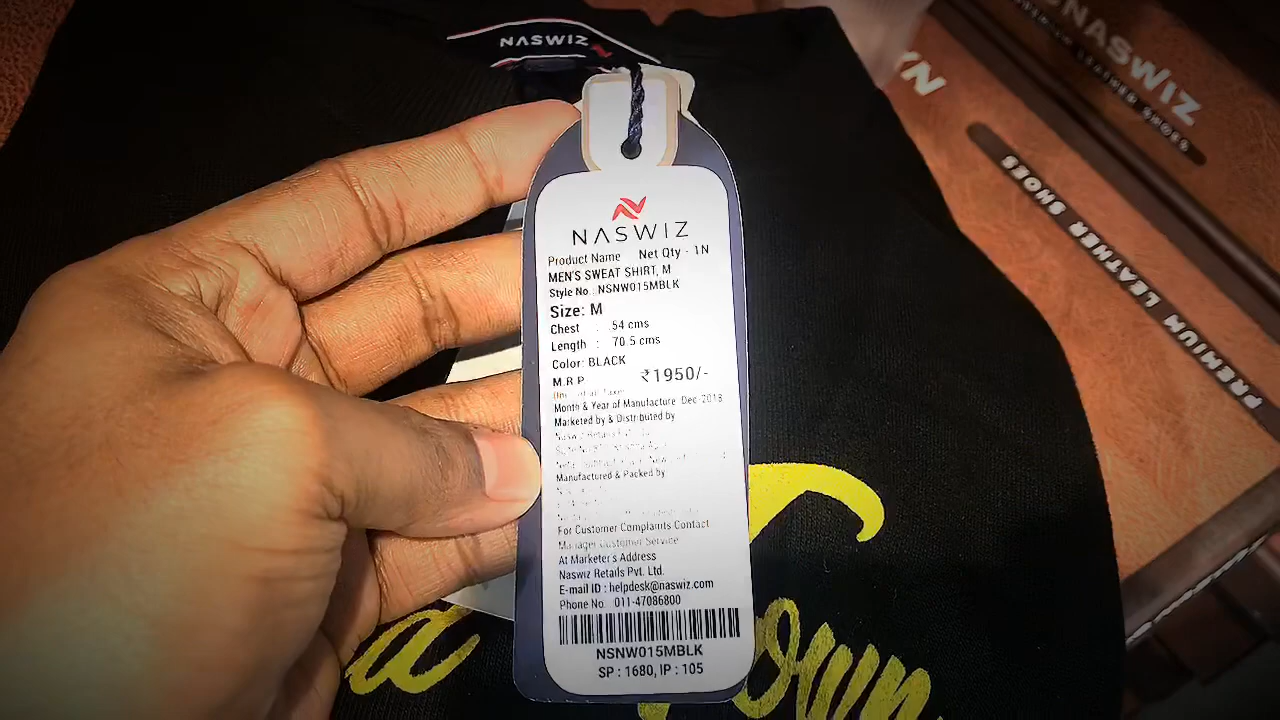 NASWIZ
NASWIZ
PREMIUM LEATHER SHOES
PREMIUM LEATHER SHOES
NASWIZ
Product Name Net Qty - 1N
MEN'S SWEAT SHIRT, M
Style No : NSNW015MBLK
Size: M
Chest : 54 cms
Length : 70.5 cms
Color: BLACK
M.R.P ₹1950/-
Month & Year of Manufacture Dec-2018
Marketed by & Distributed by
Manufactured & Packed by
For Customer Complaints Contact
Manager Customer Service
At Marketer's Address
Naswiz Retails Pvt. Ltd.
E-mail ID : helpdesk@naswiz.com
Phone No. 011-47086800
NSNW015MBLK
SP : 1680, IP : 105